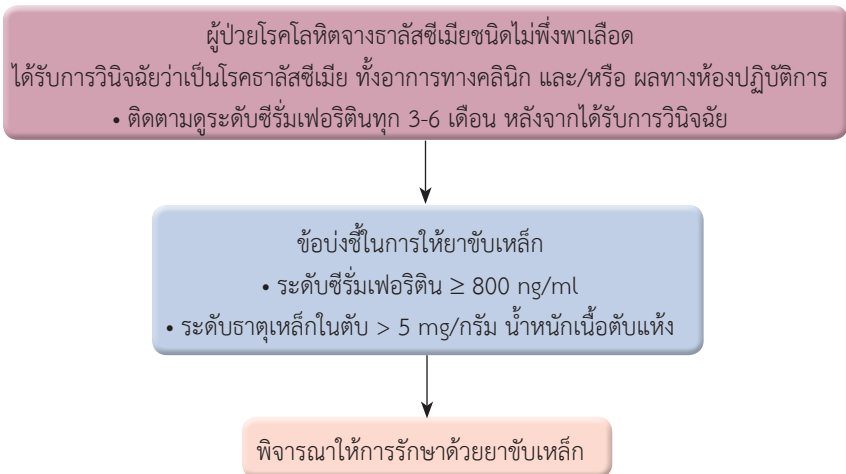 ผู้ป่วยโรคโลหิตจางธาลัสซีเมียชนิดไม่พึ่งพาเลือด
ได้รับการวินิจฉัยว่าเป็นโรคธาลัสซีเมีย ทั้งอาการทางคลินิก และ/หรือ ผลทางห้องปฏิบัติการ
• ติดตามดูระดับซีรั่มเฟอริตินทุก 3-6 เดือน หลังจากได้รับการวินิจฉัย
ข้อบ่งชี้ในการให้ยาขับเหล็ก
• ระดับซีรั่มเฟอริติน ≥ 800 ng/ml
• ระดับธาตุเหล็กในตับ > 5 mg/กรัม น้ำหนักเนื้อตับแห้ง
พิจารณาให้การรักษาด้วยยาขับเหล็ก